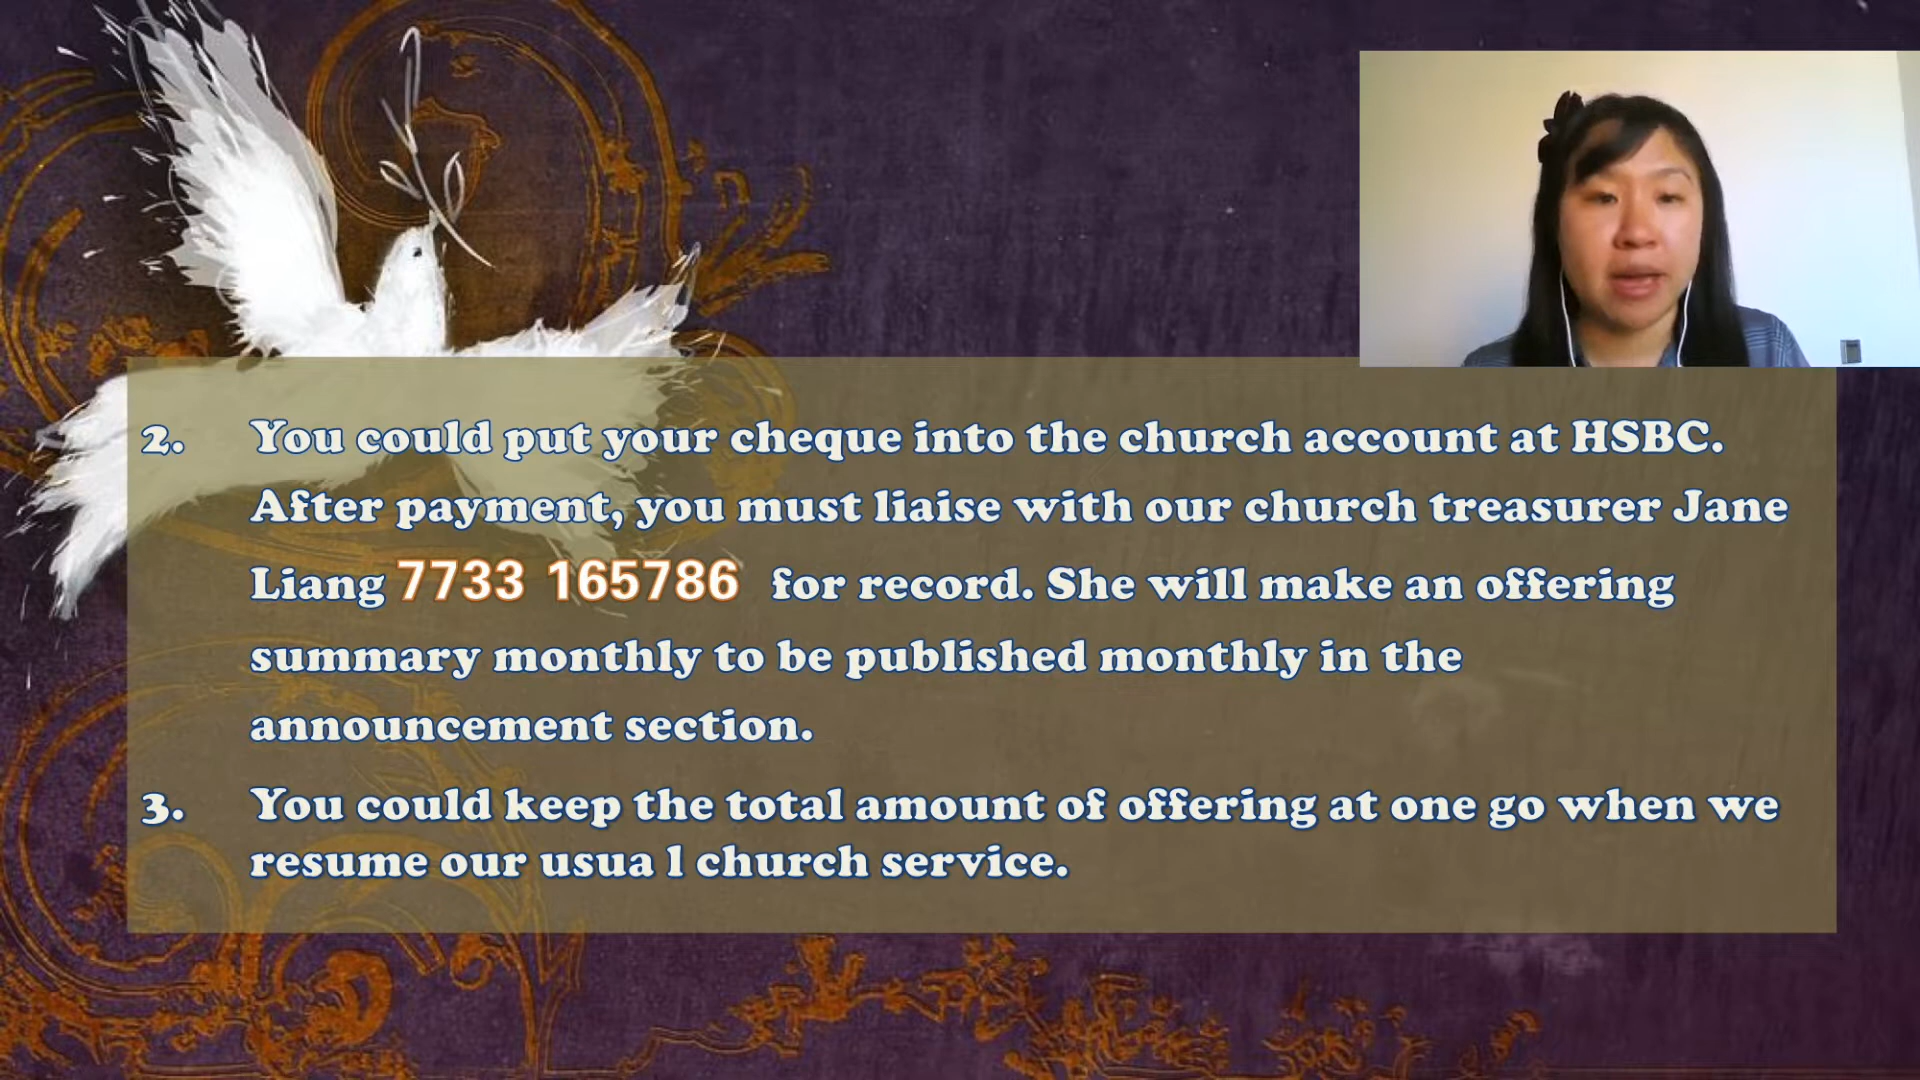 2. You could put your cheque into the church account at HSBC.
After payment, you must liaise with our church treasurer Jane
Liang 7733 165786 for record. She will make an offering
summary monthly to be published monthly in the
announcement section.
3. You could keep the total amount of offering at one go when we
resume our usua l church service.